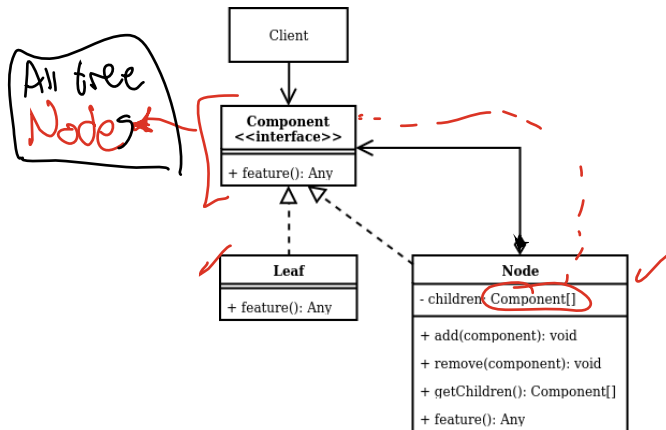 Client
All tree
Nodes
Component
<<interface>>
+ feature(): Any
Leaf
+ feature(): Any
Node
- children: Component[]
+ add(component): void
+ remove(component): void
+ getChildren(): Component[]
+ feature(): Any